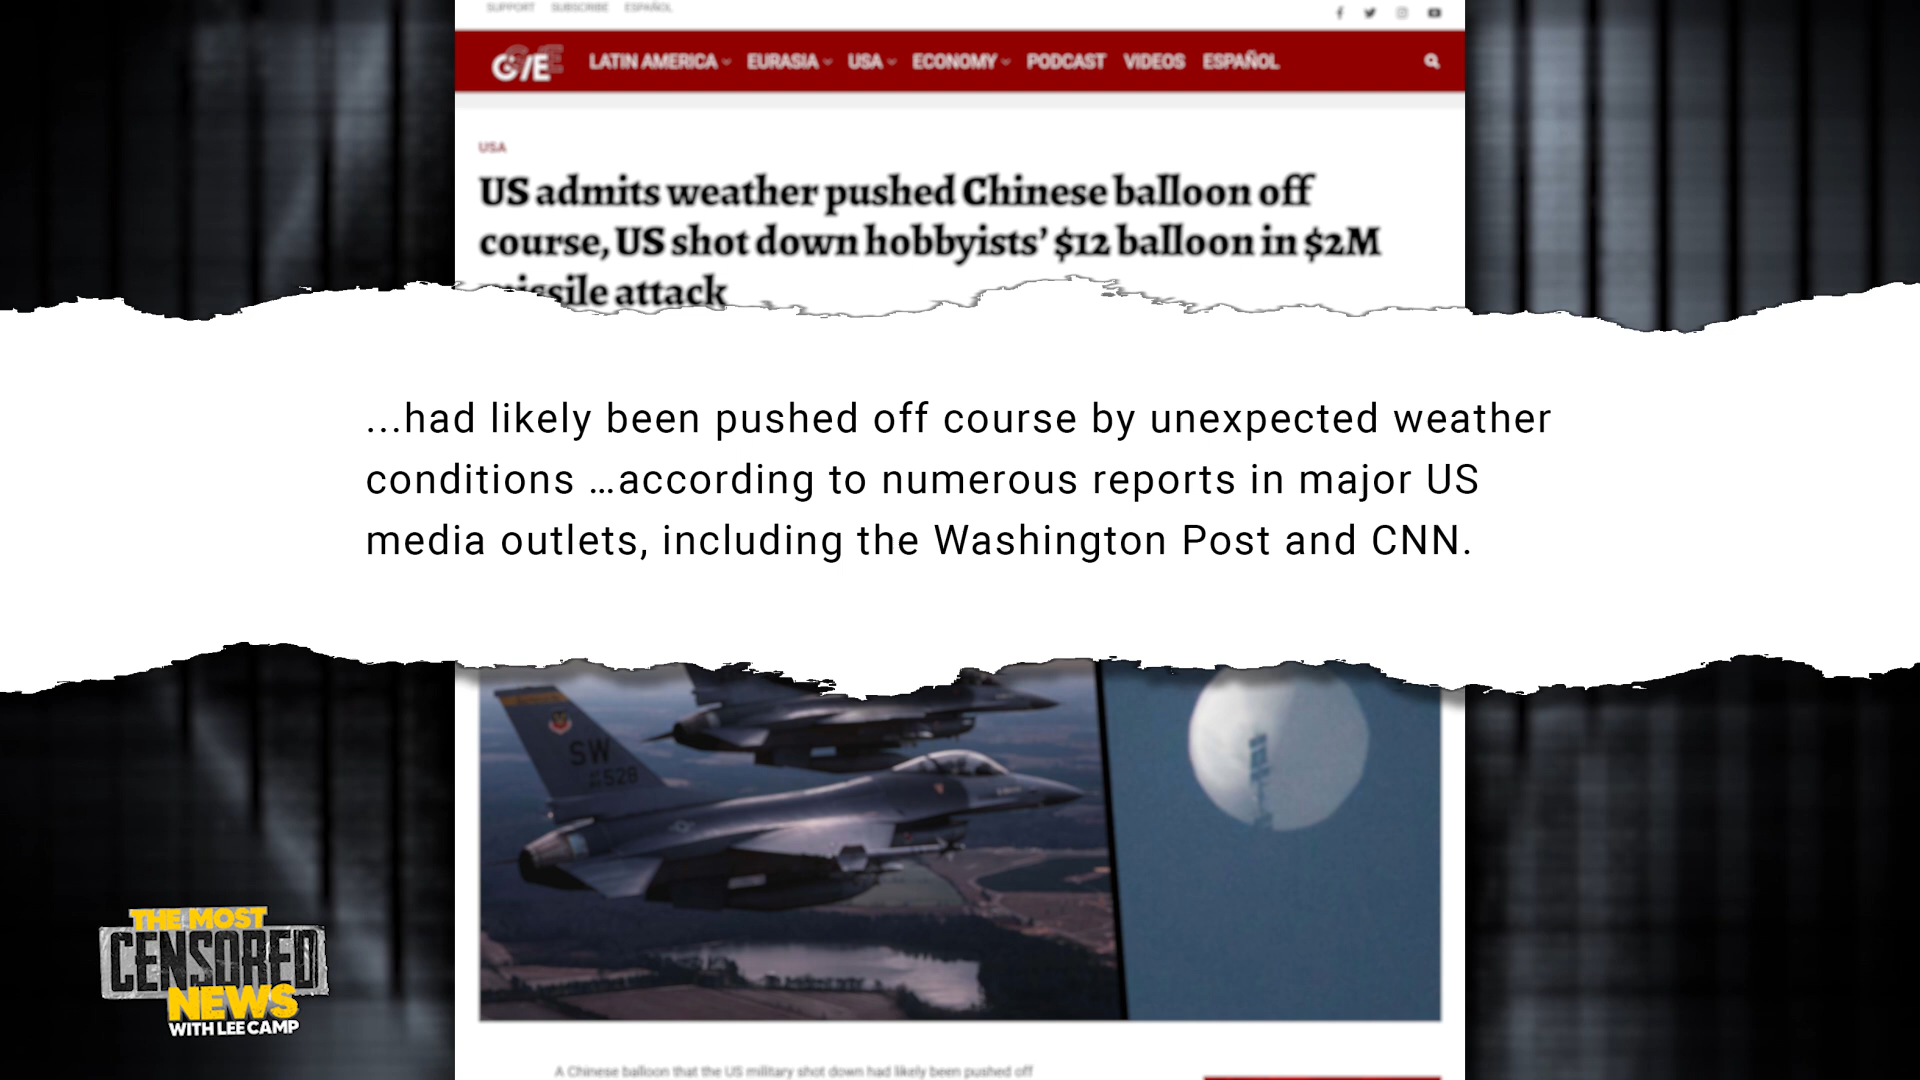 SUPPORT SUBSCRIBE ESPAÑOL
G/E LATIN AMERICA EURASIA USA ECONOMY PODCAST VIDEOS ESPAÑOL
USA
US admits weather pushed Chinese balloon off
course, US shot down hobbyists’ $12 balloon in $2M
missile attack
...had likely been pushed off course by unexpected weather
conditions ...according to numerous reports in major US
media outlets, including the Washington Post and CNN.
SW
528
THE MOST
CENSORED
NEWS
WITH LEE CAMP
A Chinese balloon that the US military shot down had likely been pushed off